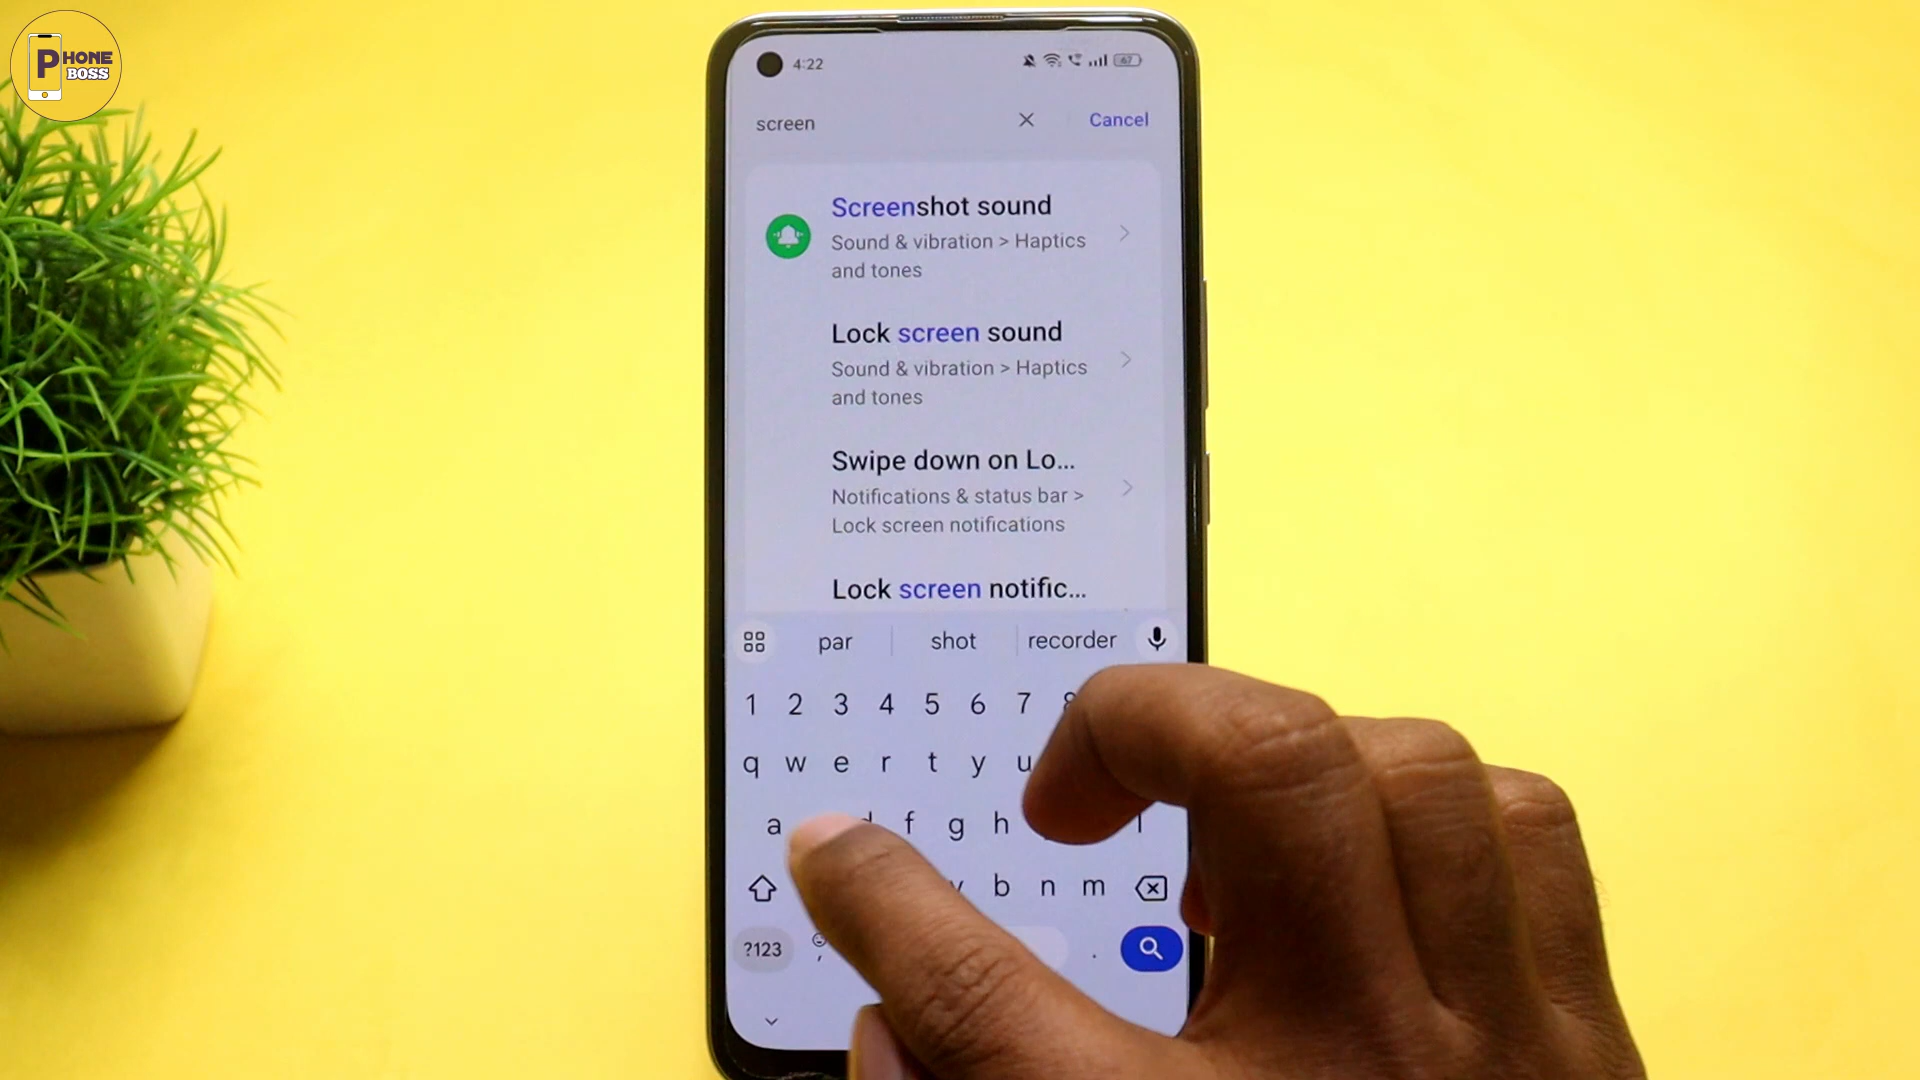 PHONE
BOSS
4:22
67
screen
Cancel
Screenshot sound
Sound & vibration > Haptics
and tones
Lock screen sound
Sound & vibration > Haptics
and tones
Swipe down on Lo...
Notifications & status bar >
Lock screen notifications
Lock screen notific...
par shot recorder
1 2 3 4 5 6 7 8
q w e r t y u
a d f g h l
v b n m
?123 , .